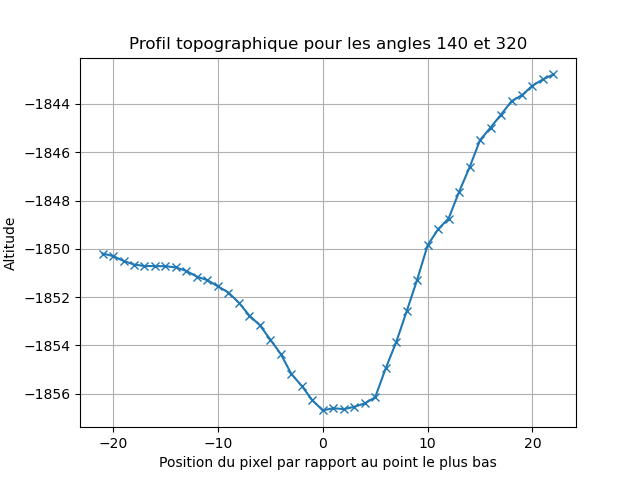 Profil topographique pour les angles 140 et 320
Altitude
−1844
−1846
−1848
−1850
−1852
−1854
−1856
−20 −10 0 10 20
Position du pixel par rapport au point le plus bas